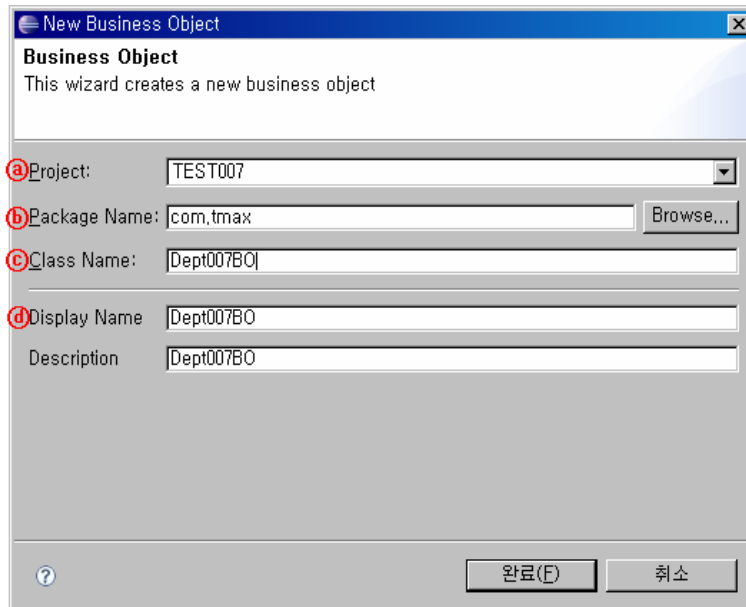 New Business Object
Business Object
This wizard creates a new business object
ⓐProject: TEST007
ⓑPackage Name: com.tmax Browse...
ⓒClass Name: Dept007BO
ⓓDisplay Name Dept007BO
Description Dept007BO
완료(F) 취소